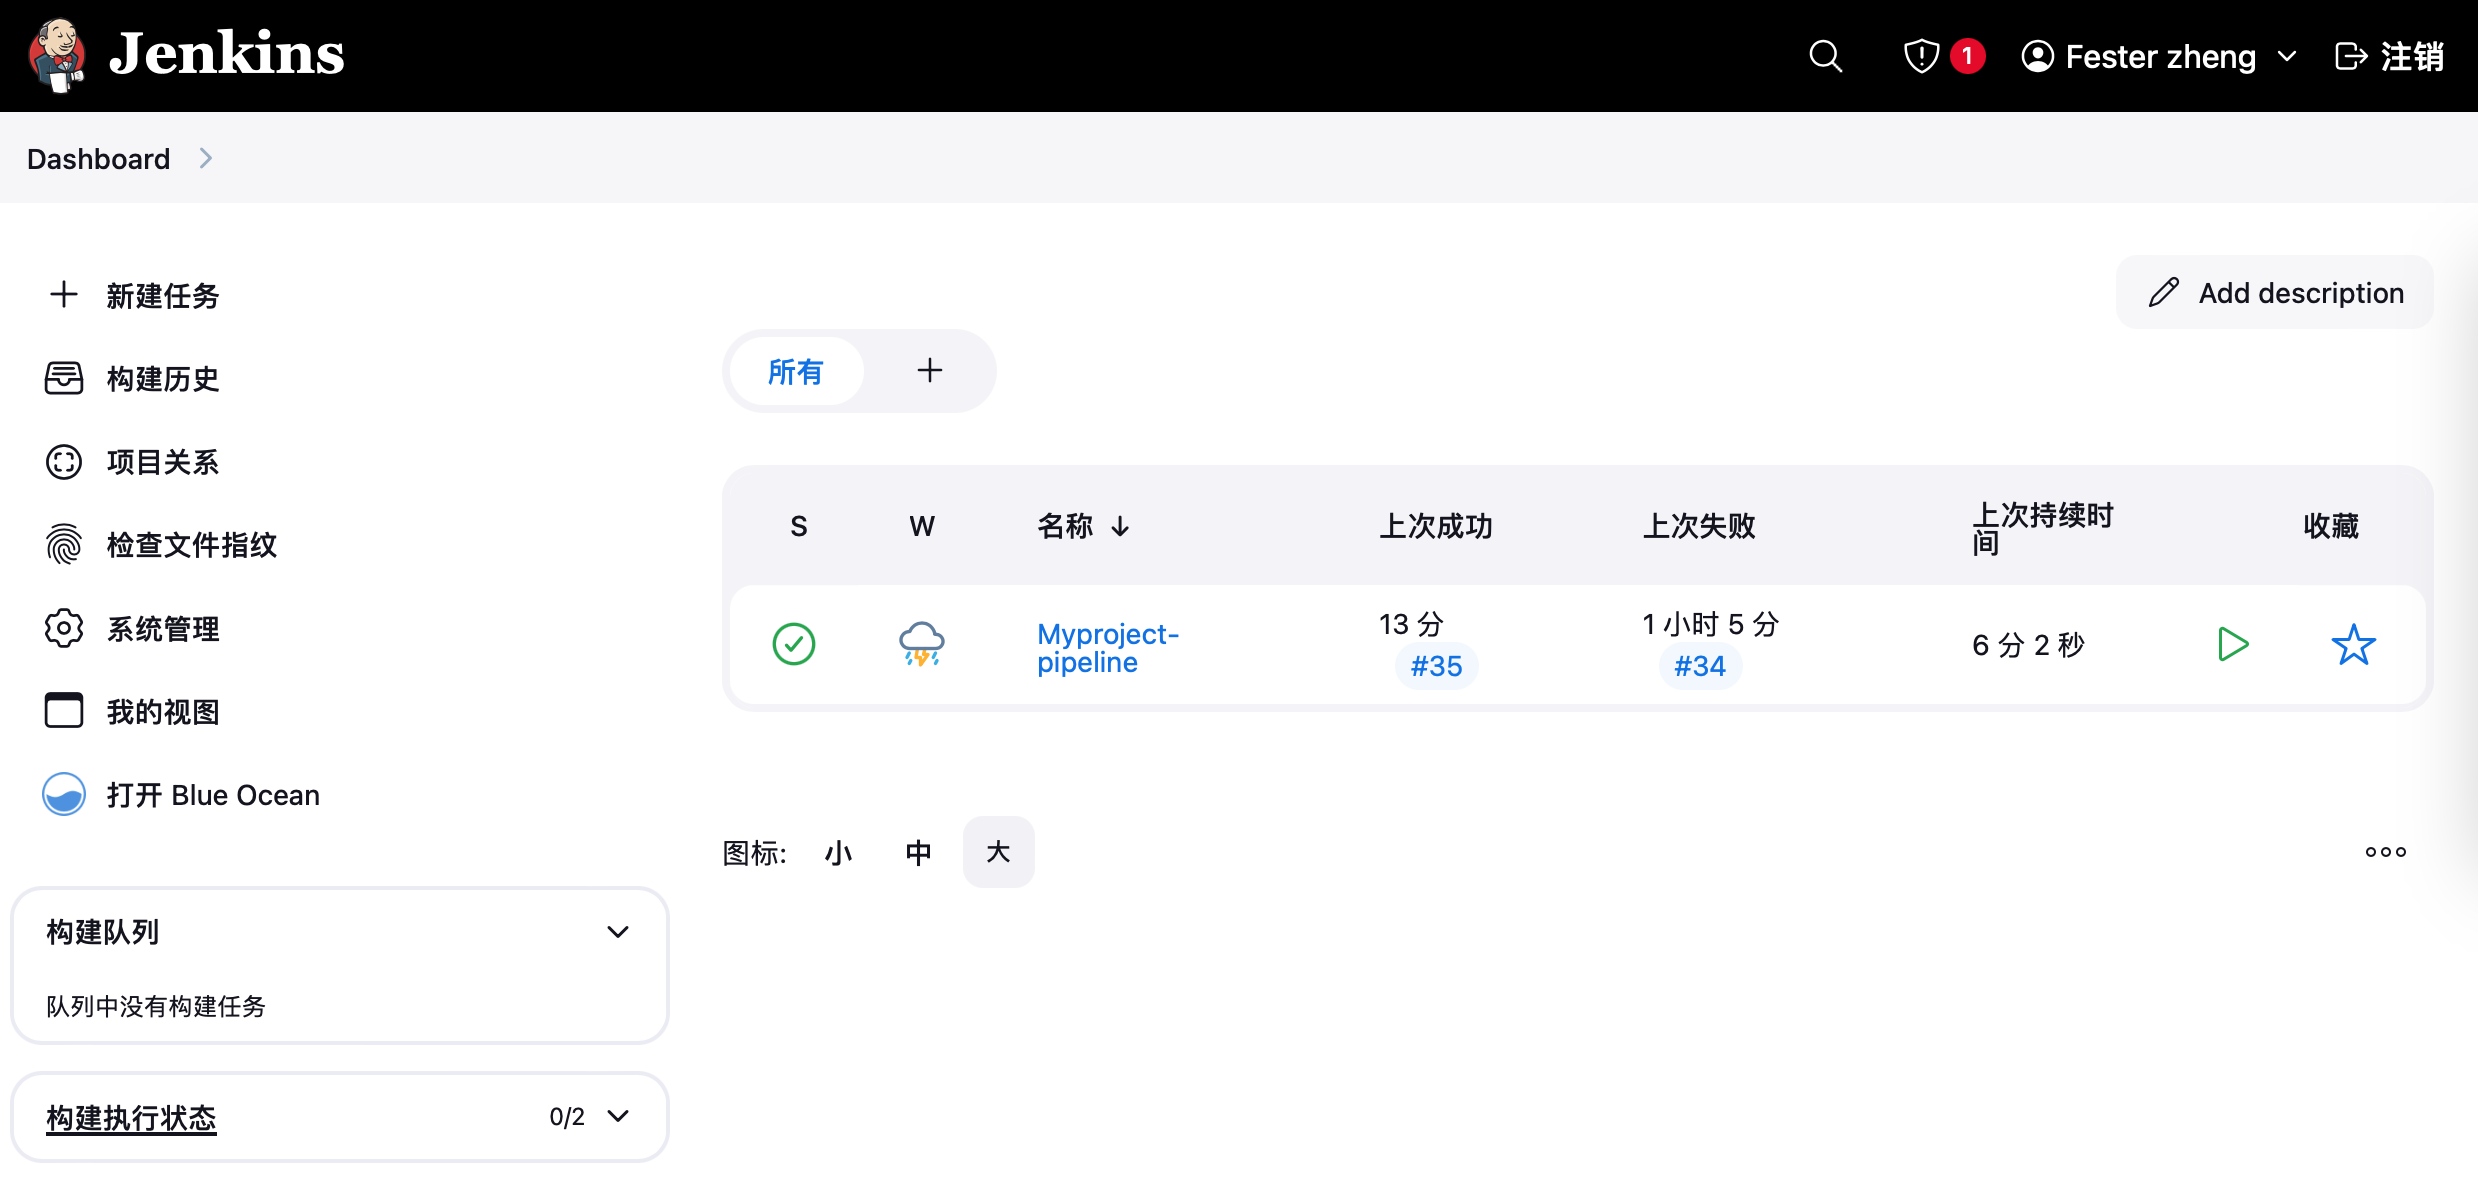 Jenkins
1
Fester zheng
注销
Dashboard
新建任务
构建历史
项目关系
检查文件指纹
系统管理
我的视图
打开 Blue Ocean
构建队列
队列中没有构建任务
构建执行状态 0/2
Add description
所有
S W 名称 ↓ 上次成功 上次失败 上次持续时
间 收藏
Myproject-
pipeline
13 分
#35
1 小时 5 分
#34
6 分 2 秒
图标: 小 中 大